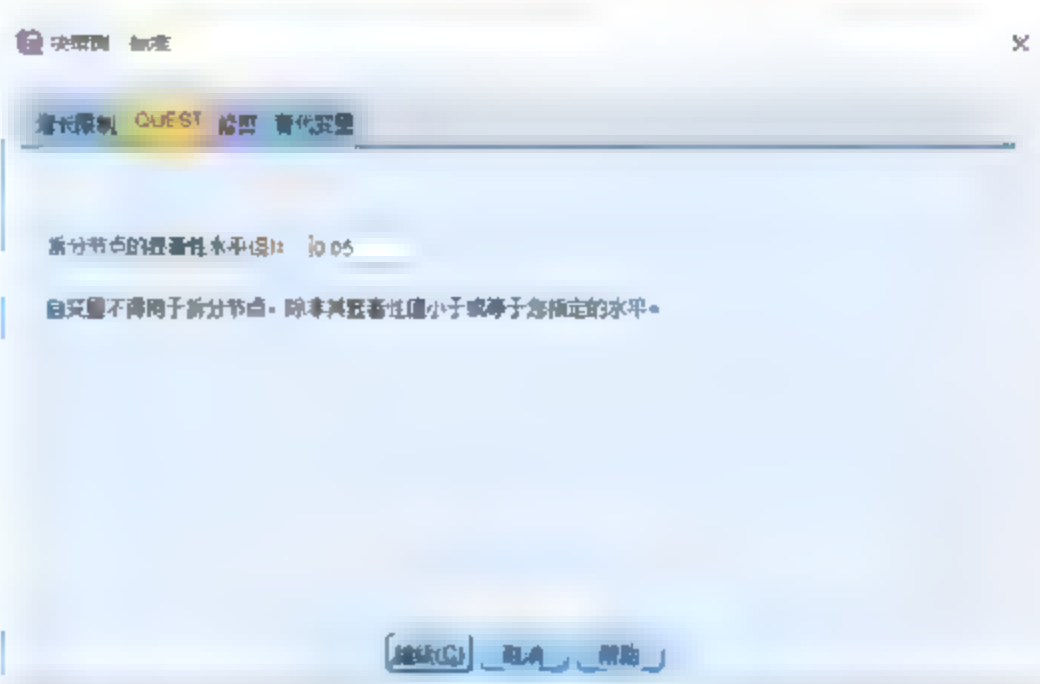 决策树：标准
增长限制 QUEST 修剪 替代变量
拆分节点的显著性水平(S)： 0.05
自变量不得用于拆分节点，除非其显著性值小于或等于您指定的水平。
继续(C) 取消 帮助